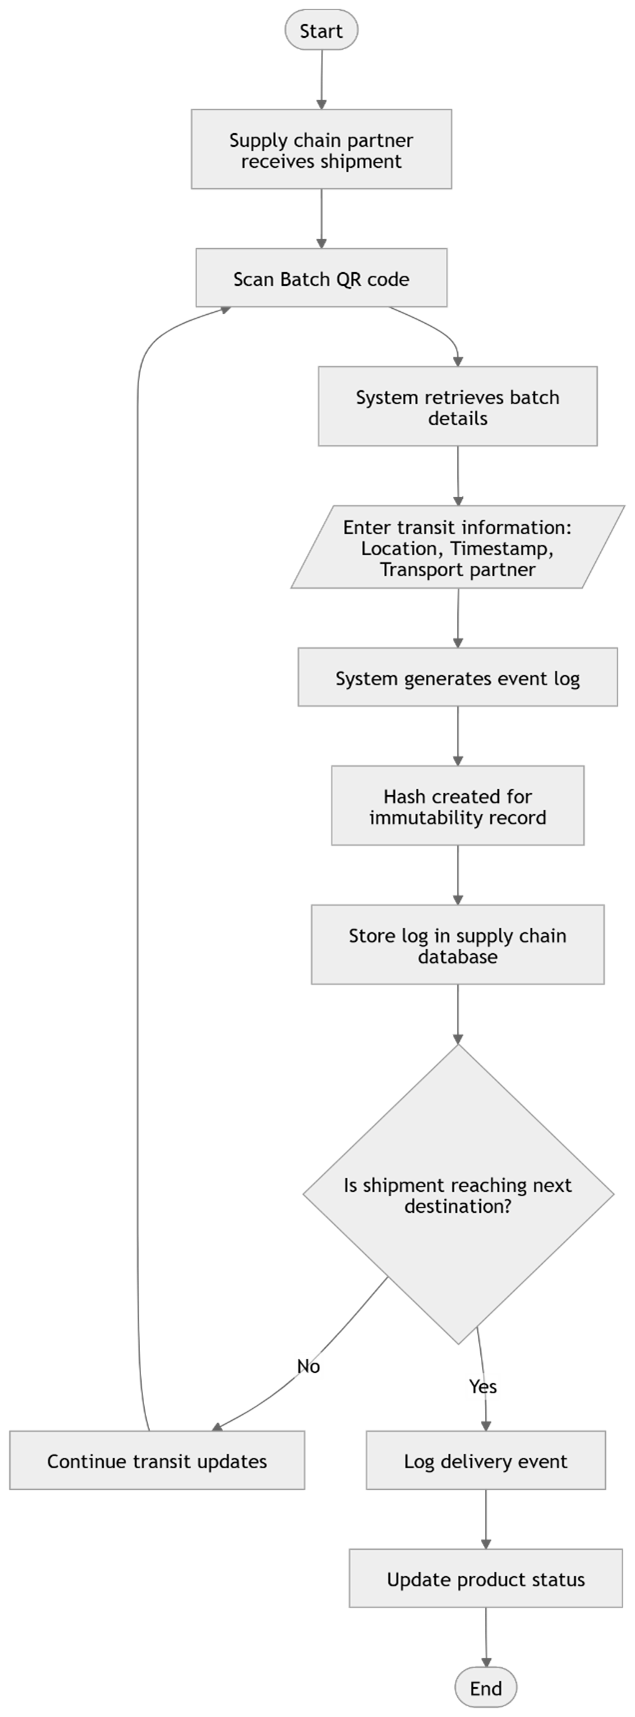 Start
Supply chain partner
receives shipment
Scan Batch QR code
System retrieves batch
details
Enter transit information:
Location, Timestamp,
Transport partner
System generates event log
Hash created for
immutability record
Store log in supply chain
database
Is shipment reaching next
destination?
No
Yes
Continue transit updates
Log delivery event
Update product status
End